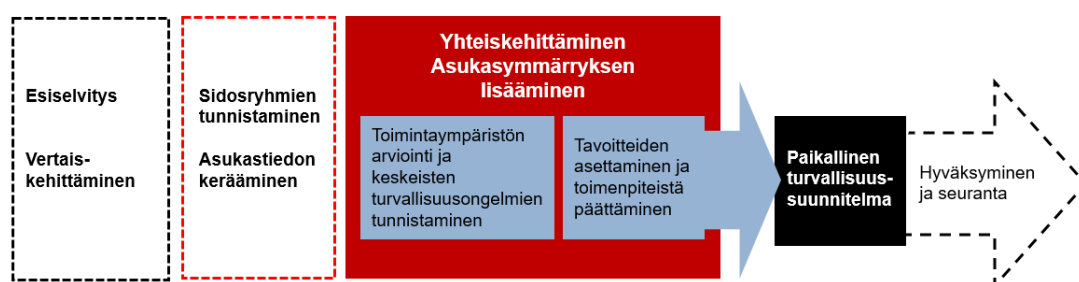 Esiselvitys
Vertais-
kehittäminen
Sidosryhmien
tunnistaminen
Asukastiedon
kerääminen
Yhteiskehittäminen
Asukasymmärryksen
lisääminen
Toimintaympäristön
arviointi ja
keskeisten
turvallisuusongelmien
tunnistaminen
Tavoitteiden
asettaminen ja
toimenpiteistä
päättäminen
Paikallinen
turvallisuus-
suunnitelma
Hyväksyminen
ja seuranta